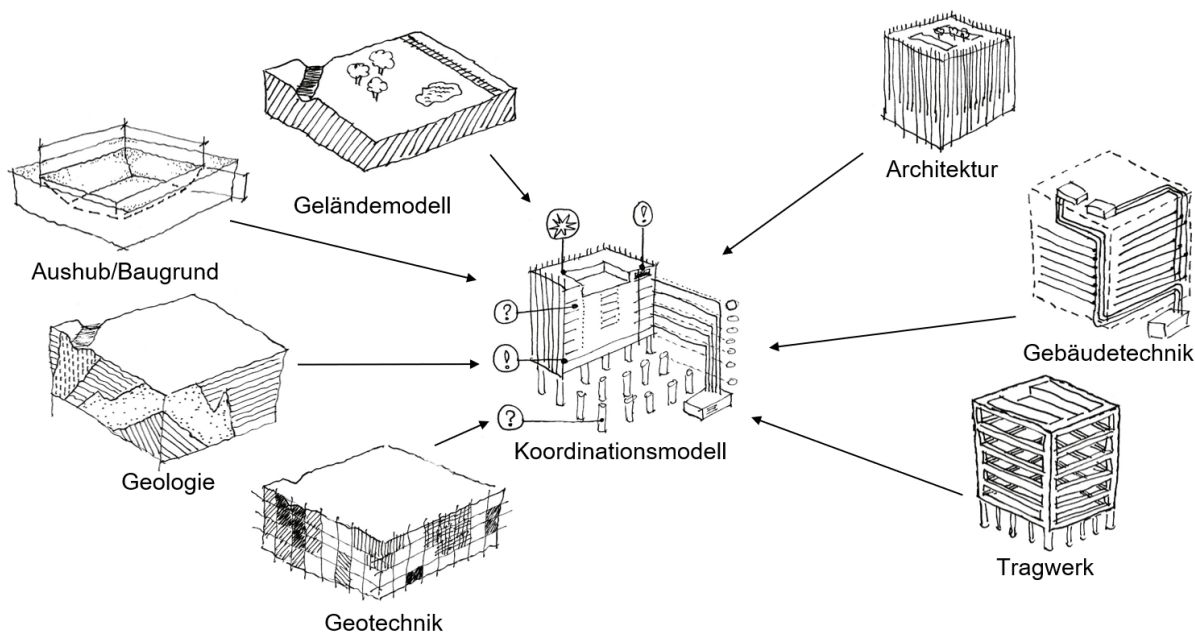 Geländemodell
Architektur
Aushub/Baugrund
!
?
!
?
Gebäudetechnik
Koordinationsmodell
Geologie
Geotechnik
Tragwerk